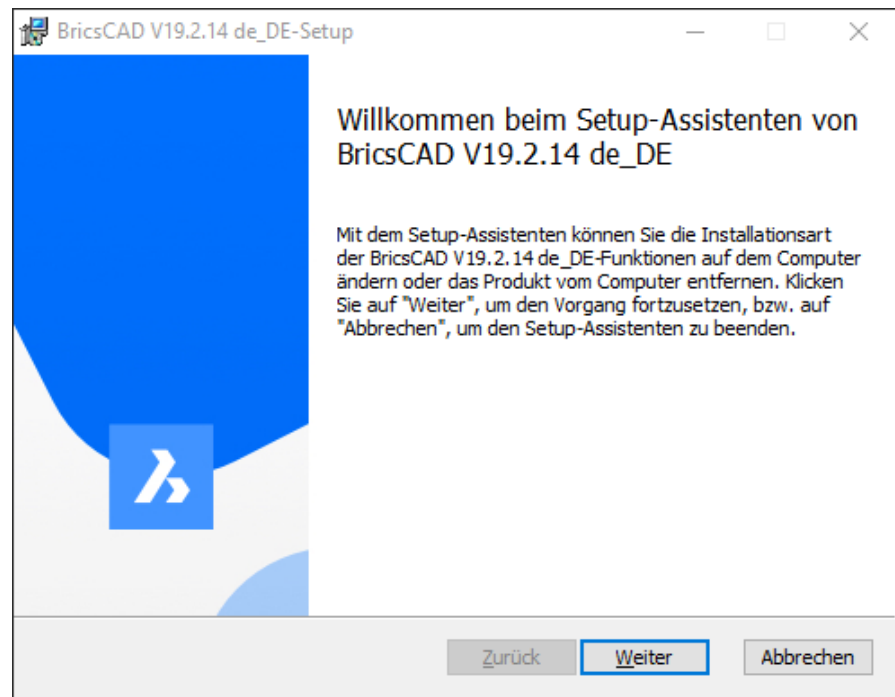 BricsCAD V19.2.14 de_DE-Setup
Willkommen beim Setup-Assistenten von
BricsCAD V19.2.14 de_DE
Mit dem Setup-Assistenten können Sie die Installationsart
der BricsCAD V19.2.14 de_DE-Funktionen auf dem Computer
ändern oder das Produkt vom Computer entfernen. Klicken
Sie auf "Weiter", um den Vorgang fortzusetzen, bzw. auf
"Abbrechen", um den Setup-Assistenten zu beenden.
Zurück Weiter Abbrechen